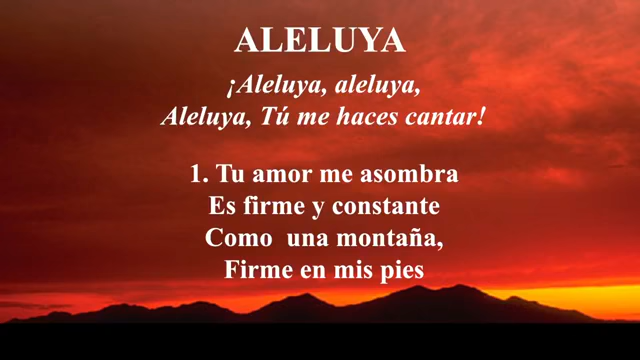 ALELUYA
¡Aleluya, aleluya,
Aleluya, Tú me haces cantar!
1. Tu amor me asombra
Es firme y constante
Como  una montaña,
Firme en mis pies